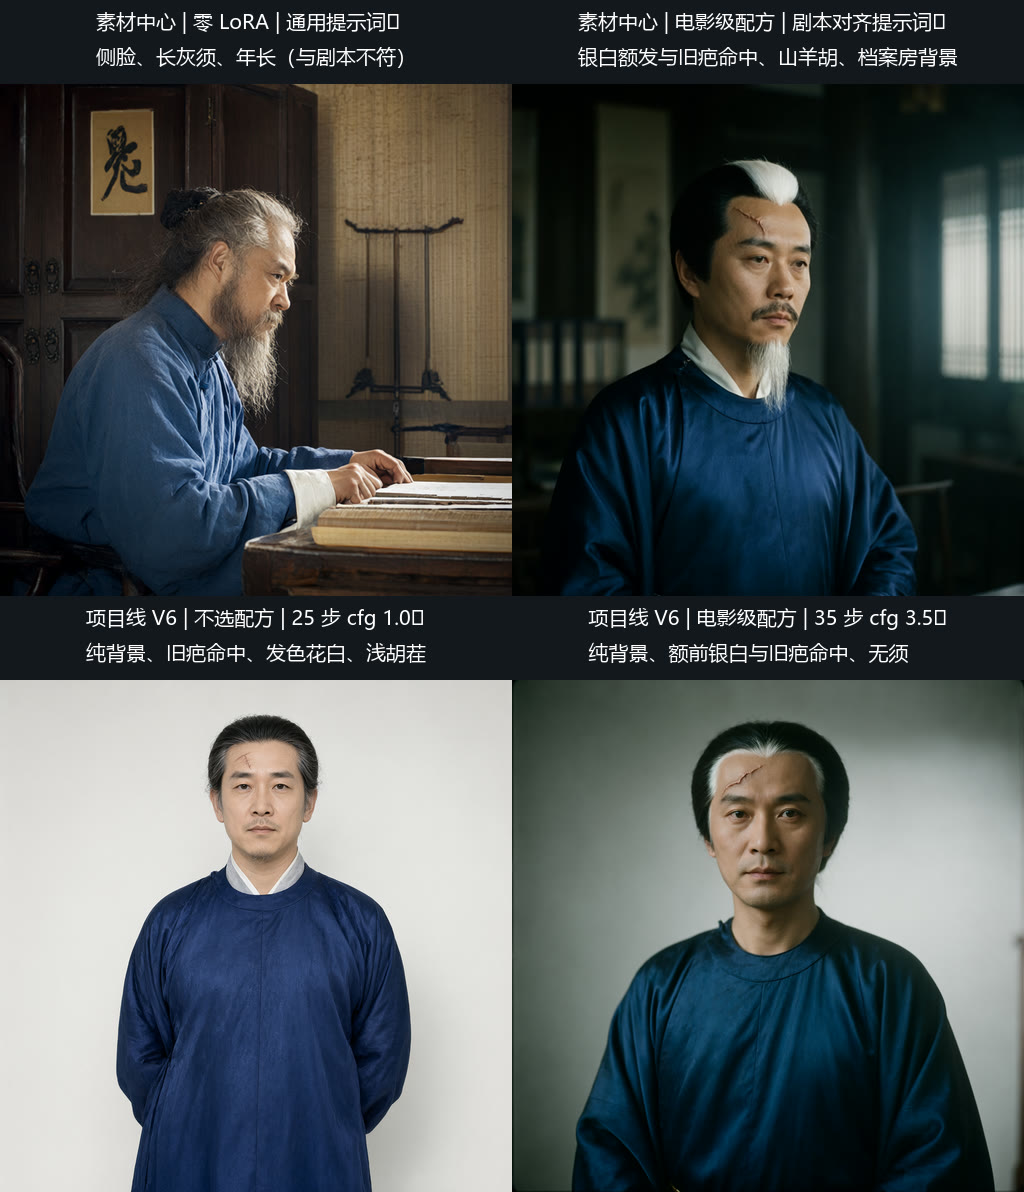 素材中心 | 零 LoRA | 通用提示词
侧脸、长灰须、年长（与剧本不符）
素材中心 | 电影级配方 | 剧本对齐提示词
银白额发与旧疤命中、山羊胡、档案房背景
项目线 V6 | 不选配方 | 25 步 cfg 1.0
纯背景、旧疤命中、发色花白、浅胡茬
项目线 V6 | 电影级配方 | 35 步 cfg 3.5
纯背景、额前银白与旧疤命中、无须